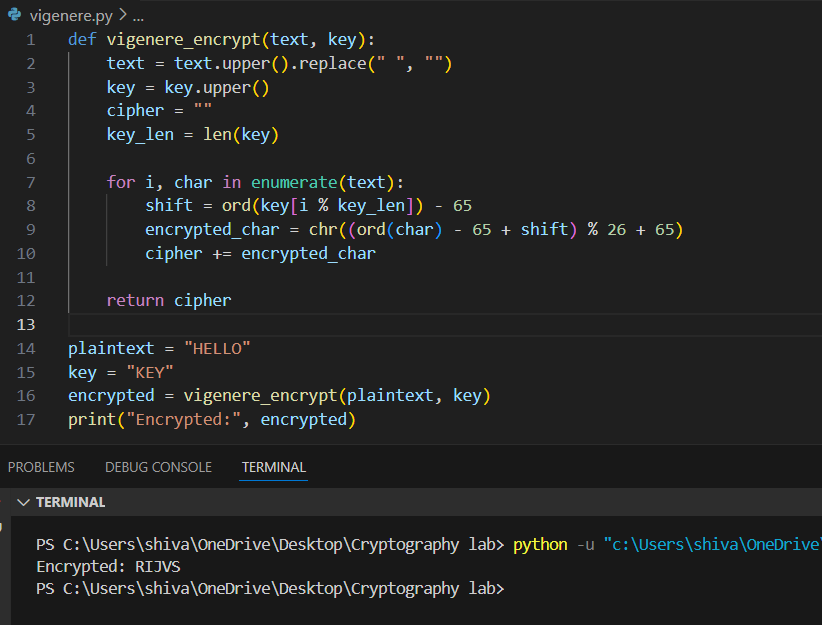 vigenere.py > ...
1 def vigenere_encrypt(text, key):
2     text = text.upper().replace(" ", "")
3     key = key.upper()
4     cipher = ""
5     key_len = len(key)
6
7     for i, char in enumerate(text):
8         shift = ord(key[i % key_len]) - 65
9         encrypted_char = chr((ord(char) - 65 + shift) % 26 + 65)
10         cipher += encrypted_char
11
12     return cipher
13
14 plaintext = "HELLO"
15 key = "KEY"
16 encrypted = vigenere_encrypt(plaintext, key)
17 print("Encrypted:", encrypted)
PROBLEMS DEBUG CONSOLE TERMINAL
TERMINAL
PS C:\Users\shiva\OneDrive\Desktop\Cryptography lab> python -u "c:\Users\shiva\OneDrive\
Encrypted: RIJVS
PS C:\Users\shiva\OneDrive\Desktop\Cryptography lab>